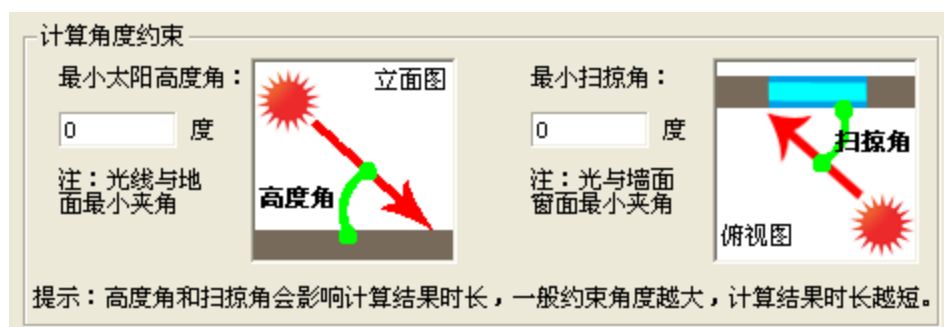 计算角度约束
最小太阳高度角：
0
度
注：光线与地
面最小夹角
立面图
高度角
最小扫掠角：
0
度
注：光与墙面
窗面最小夹角
扫掠角
俯视图
提示：高度角和扫掠角会影响计算结果时长，一般约束角度越大，计算结果时长越短。